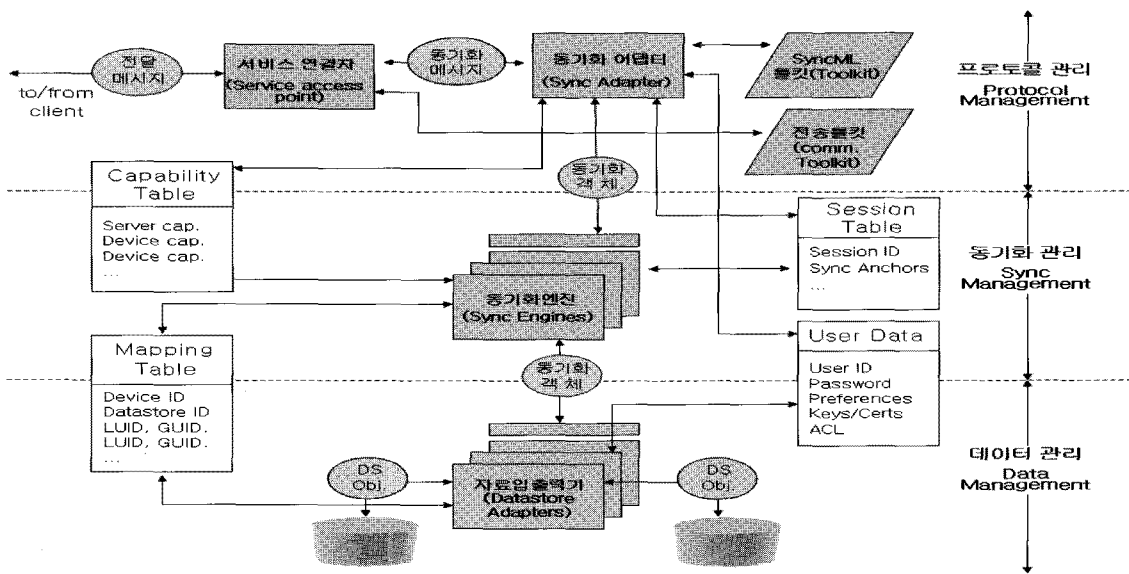 전달
메시지
to/from
client
서비스 연결자
(Service access
point)
동기화
메시지
동기화 어댑터
(Sync Adapter)
SyncML
툴킷(Toolkit)
전송툴킷
(comm.
Toolkit)
프로토콜 관리
Protocol
Management
Capability
Table
Server cap.
Device cap.
Device cap.
...
동기화
객 체
Session
Table
Session ID
Sync Anchors
...
동기화 관리
Sync
Management
동기화엔진
(Sync Engines)
Mapping
Table
Device ID
Datastore ID
LUID, GUID.
LUID, GUID.
...
동기화
객 체
User Data
User ID
Password
Preferences
Keys/Certs
ACL
데이터 관리
Data
Management
DS
Obj.
자료입출력기
(Datastore
Adapters)
DS
Obj.